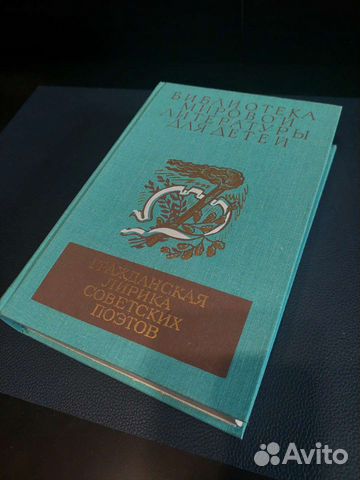 БИБЛИОТЕКА
МИРОВОЙ
ЛИТЕРАТУРЫ
ДЛЯ ДЕТЕЙ
ГРАЖДАНСКАЯ
ЛИРИКА
СОВЕТСКИХ
ПОЭТОВ
Avito